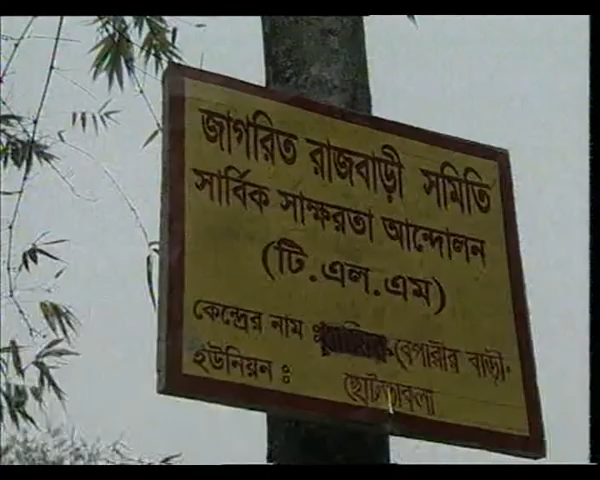 জাগরিত রাজবাড়ী সমিতি
সার্বিক সাক্ষরতা আন্দোলন
(টি.এল.এম)
কেন্দ্রের নাম ঃ বেপারীর বাড়ী.
ইউনিয়ন ঃ